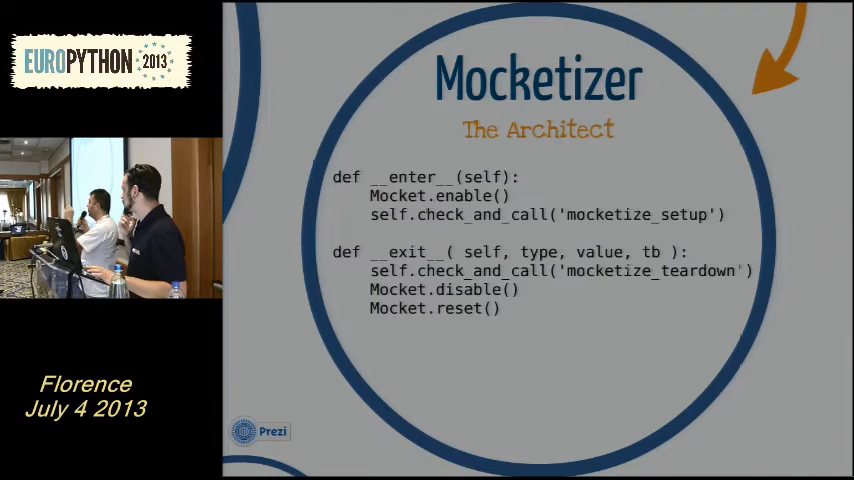 EUROPYTHON 2013
Mocketizer
The Architect
def __enter__(self):
Mocket.enable()
self.check_and_call('mocketize_setup')
def __exit__( self, type, value, tb ):
self.check_and_call('mocketize_teardown')
Mocket.disable()
Mocket.reset()
Florence
July 4 2013
Prezi